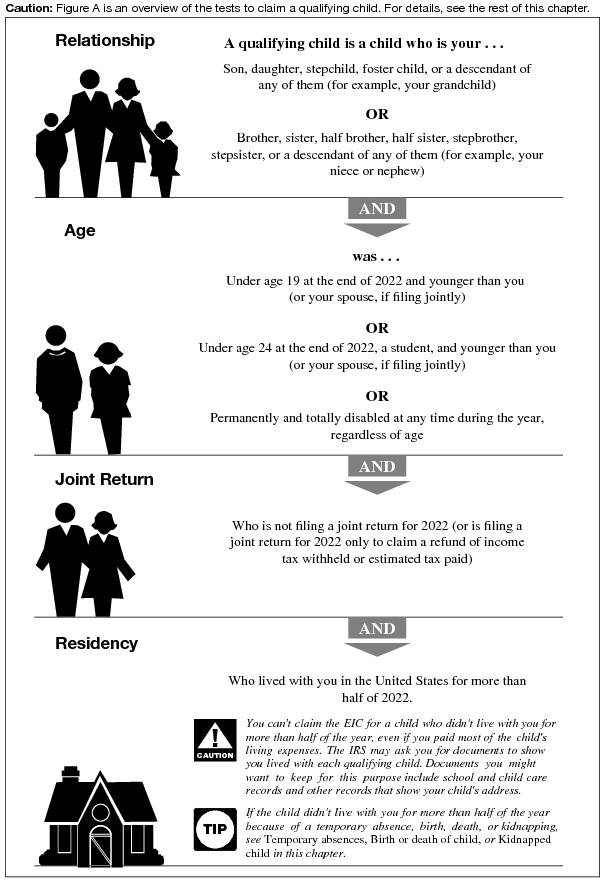 Caution: Figure A is an overview of the tests to claim a qualifying child. For details, see the rest of this chapter.
Relationship
A qualifying child is a child who is your . . .
Son, daughter, stepchild, foster child, or a descendant of
any of them (for example, your grandchild)
OR
Brother, sister, half brother, half sister, stepbrother,
stepsister, or a descendant of any of them (for example, your
niece or nephew)
AND
Age
was . . .
Under age 19 at the end of 2022 and younger than you
(or your spouse, if filing jointly)
OR
Under age 24 at the end of 2022, a student, and younger than you
(or your spouse, if filing jointly)
OR
Permanently and totally disabled at any time during the year,
regardless of age
AND
Joint Return
Who is not filing a joint return for 2022 (or is filing a
joint return for 2022 only to claim a refund of income
tax withheld or estimated tax paid)
AND
Residency
Who lived with you in the United States for more than
half of 2022.
CAUTION
You can't claim the EIC for a child who didn't live with you for
more than half of the year, even if you paid most of the child's
living expenses. The IRS may ask you for documents to show
you lived with each qualifying child. Documents you might
want to keep for this purpose include school and child care
records and other records that show your child's address.
TIP
If the child didn't live with you for more than half of the year
because of a temporary absence, birth, death, or kidnapping,
see Temporary absences, Birth or death of child, or Kidnapped
child in this chapter.